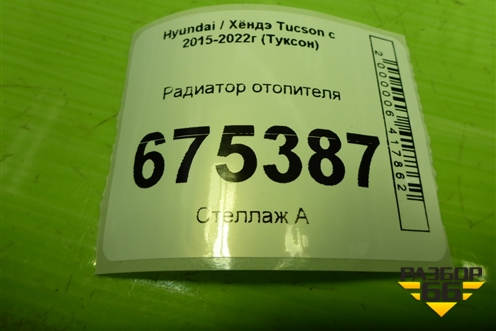 Hyundai / Хёндэ Tucson с
2015-2022г (Туксон)
Радиатор отопителя
675387
Стеллаж А
2000006417862
РАЗБОР
66